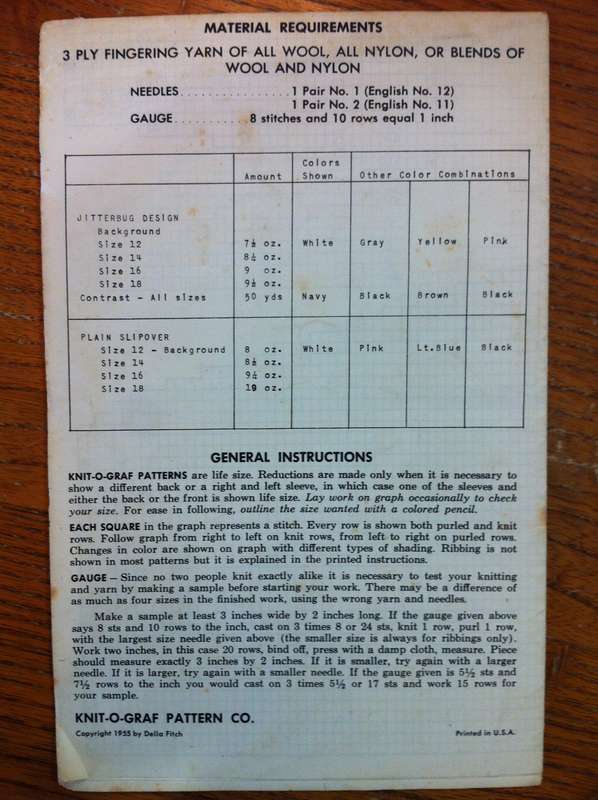 MATERIAL REQUIREMENTS
3 PLY FINGERING YARN OF ALL WOOL, ALL NYLON, OR BLENDS OF
WOOL AND NYLON
NEEDLES................1 Pair No. 1 (English No. 12)
1 Pair No. 2 (English No. 11)
GAUGE..........8 stitches and 10 rows equal 1 inch
Amount Colors Shown Other Color Combinations
JITTERBUG DESIGN
Background
Size 12 7½ oz. White Gray Yellow Pink
Size 14 8¼ oz.
Size 16 9 oz.
Size 18 9½ oz.
Contrast - All sizes 50 yds Navy Black Brown Black
PLAIN SLIPOVER
Size 12 - Background 8 oz. White Pink Lt.Blue Black
Size 14 8½ oz.
Size 16 9¼ oz.
Size 18 10 oz.
GENERAL INSTRUCTIONS
KNIT-O-GRAF PATTERNS are life size. Reductions are made only when it is necessary to
show a different back or a right and left sleeve, in which case one of the sleeves and
either the back or the front is shown life size. Lay work on graph occasionally to check
your size. For ease in following, outline the size wanted with a colored pencil.
EACH SQUARE in the graph represents a stitch. Every row is shown both purled and knit
rows. Follow graph from right to left on knit rows, from left to right on purled rows.
Changes in color are shown on graph with different types of shading. Ribbing is not
shown in most patterns but it is explained in the printed instructions.
GAUGE – Since no two people knit exactly alike it is necessary to test your knitting
and yarn by making a sample before starting your work. There may be a difference of
as much as four sizes in the finished work, using the wrong yarn and needles.
Make a sample at least 3 inches wide by 2 inches long. If the gauge given above
says 8 sts and 10 rows to the inch, cast on 3 times 8 or 24 sts, knit 1 row, purl 1 row,
with the largest size needle given above (the smaller size is always for ribbings only).
Work two inches, in this case 20 rows, bind off, press with a damp cloth, measure. Piece
should measure exactly 3 inches by 2 inches. If it is smaller, try again with a larger
needle. If it is larger, try again with a smaller needle. If the gauge is given 5½ sts and
7½ rows to the inch you would cast on 3 times 5½ or 17 sts and work 15 rows for
your sample.
KNIT-O-GRAF PATTERN CO.
Copyright 1955 by Della Fitch Printed in U.S.A.